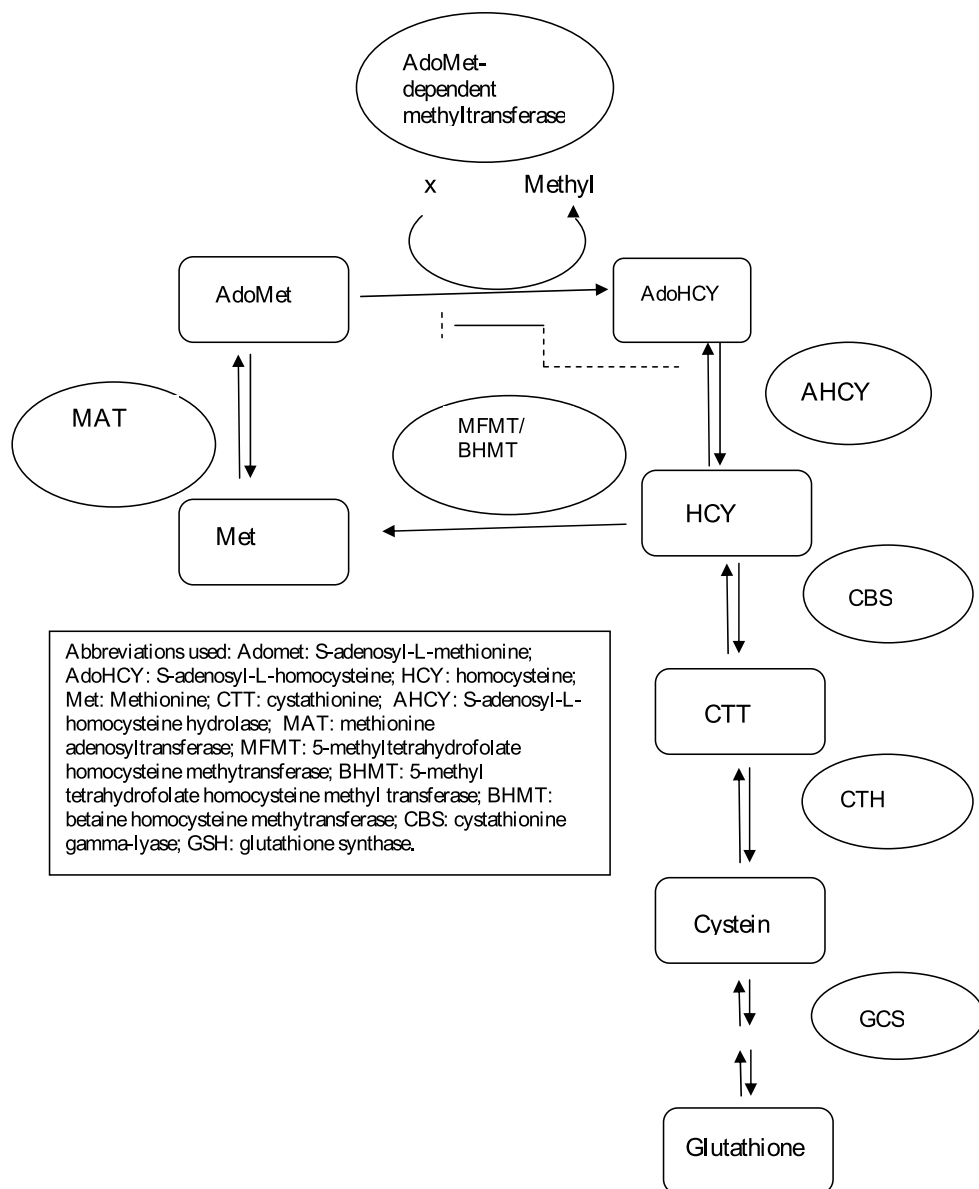 AdoMet-
dependent
methyltransferase
x Methyl
AdoMet
AdoHCY
MAT
MFMT/
BHMT
AHCY
Met
HCY
CBS
Abbreviations used: Adomet: S-adenosyl-L-methionine;
AdoHCY: S-adenosyl-L-homocysteine; HCY: homocysteine;
Met: Methionine; CTT: cystathionine; AHCY: S-adenosyl-L-
homocysteine hydrolase; MAT: methionine
adenosyltransferase; MFMT: 5-methyltetrahydrofolate
homocysteine methytransferase; BHMT: 5-methyl
tetrahydrofolate homocysteine methyl transferase; BHMT:
betaine homocysteine methytransferase; CBS: cystathionine
gamma-lyase; GSH: glutathione synthase.
CTT
CTH
Cystein
GCS
Glutathione